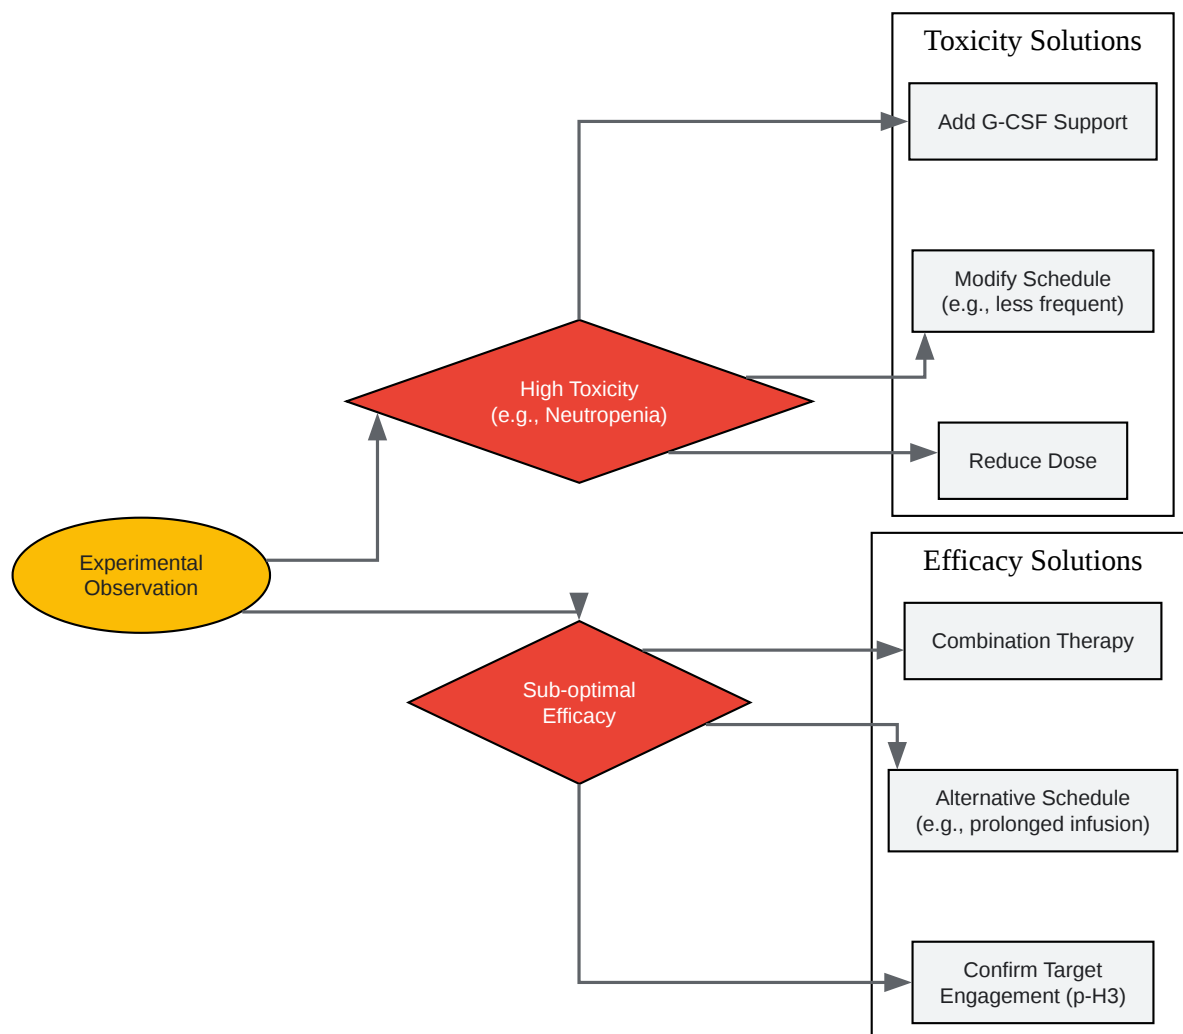 Toxicity Solutions
Add G-CSF Support
Modify Schedule
(e.g., less frequent)
High Toxicity
(e.g., Neutropenia)
Reduce Dose
Experimental
Observation
Efficacy Solutions
Combination Therapy
Sub-optimal
Efficacy
Alternative Schedule
(e.g., prolonged infusion)
Confirm Target
Engagement (p-H3)